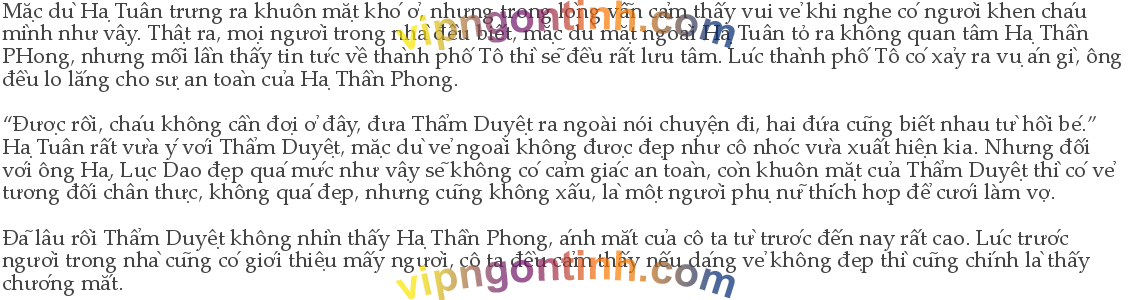 Mặc dù Hạ Tuân trưng ra khuôn mặt khó ở, nhưng trong lòng vẫn cảm thấy vui vẻ khi nghe có người khen cháu
mình như vậy. Thật ra, mọi người trong nhà đều biết, mặc dù mặt ngoài Hạ Tuân tỏ ra không quan tâm Hạ Thần
PHong, nhưng mỗi lần thấy tin tức về thành phố Tô thì sẽ đều rất lưu tâm. Lúc thành phố Tô có xảy ra vụ án gì, ông
đều lo lắng cho sự an toàn của Hạ Thần Phong.
“Được rồi, cháu không cần đợi ở đây, đưa Thẩm Duyệt ra ngoài nói chuyện đi, hai đứa cũng biết nhau từ hồi bé.”
Hạ Tuân rất vừa ý với Thẩm Duyệt, mặc dù vẻ ngoài không được đẹp như cô nhóc vừa xuất hiện kia. Nhưng đối
với ông Hạ, Lục Dao đẹp quá mức như vậy sẽ không có cảm giác an toàn, còn khuôn mặt của Thẩm Duyệt thì có vẻ
tương đối chân thực, không quá đẹp, nhưng cũng không xấu, là một người phụ nữ thích hợp để cưới làm vợ.
Đã lâu rồi Thẩm Duyệt không nhìn thấy Hạ Thần Phong, ánh mắt của cô ta từ trước đến nay rất cao. Lúc trước
người trong nhà cũng có giới thiệu mấy người, cô ta đều cảm thấy nếu dáng vẻ không đẹp thì cũng chính là thấy
chướng mắt.
vipngontinh.com
vipngontinh.com